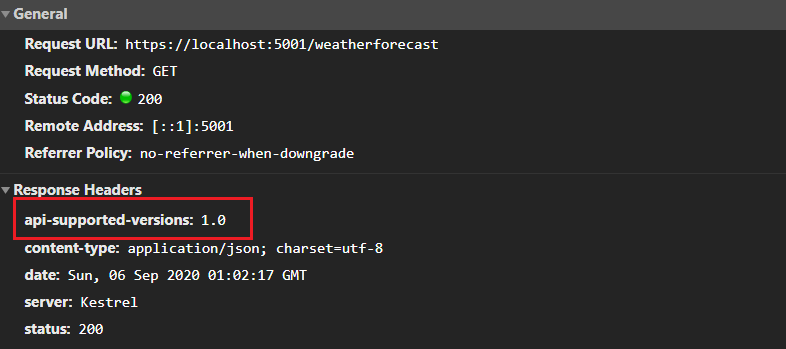 General
Request URL: https://localhost:5001/weatherforecast
Request Method: GET
Status Code: 200
Remote Address: [::1]:5001
Referrer Policy: no-referrer-when-downgrade
Response Headers
api-supported-versions: 1.0
content-type: application/json; charset=utf-8
date: Sun, 06 Sep 2020 01:02:17 GMT
server: Kestrel
status: 200